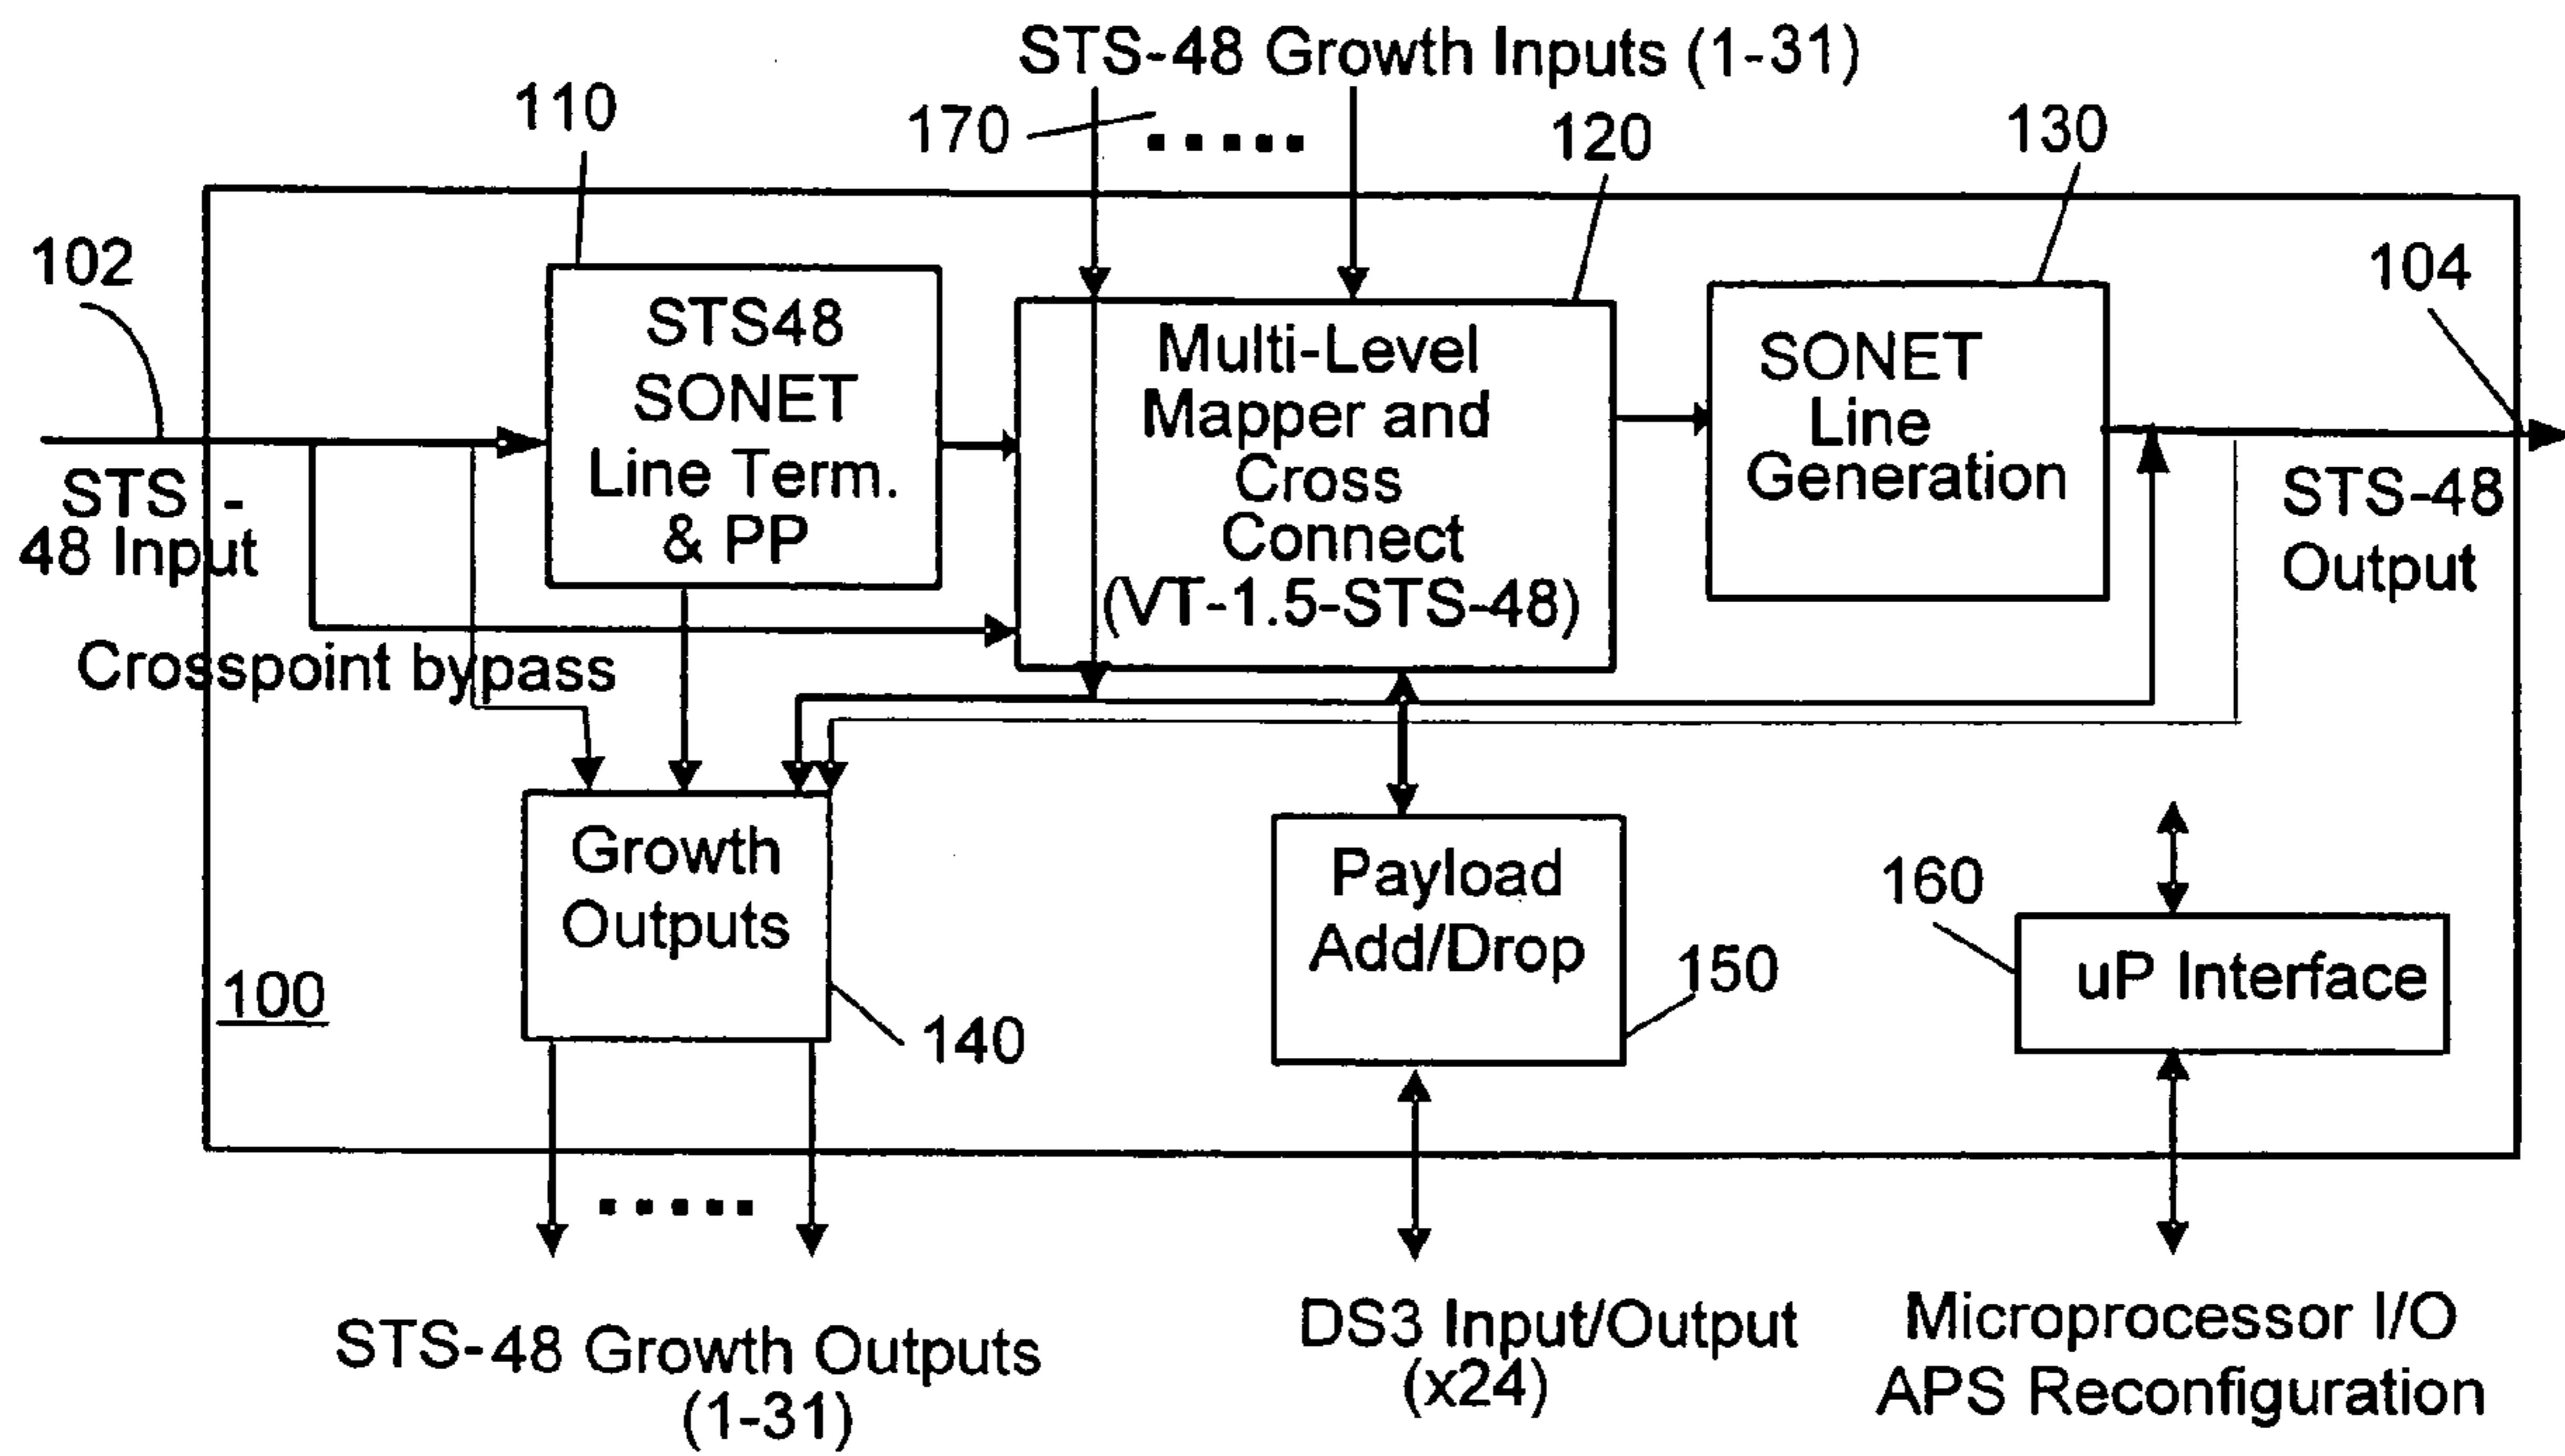 STS-48 Growth Inputs (1-31)
110
170
120
130
102
104
STS48
SONET
Line Term.
& PP
Multi-Level
Mapper and
Cross
Connect
(VT-1.5-STS-48)
SONET
Line
Generation
STS -
48 Input
STS-48
Output
Crosspoint bypass
Growth
Outputs
Payload
Add/Drop
160
uP Interface
150
100
140
STS-48 Growth Outputs
(1-31)
DS3 Input/Output
(x24)
Microprocessor I/O
APS Reconfiguration